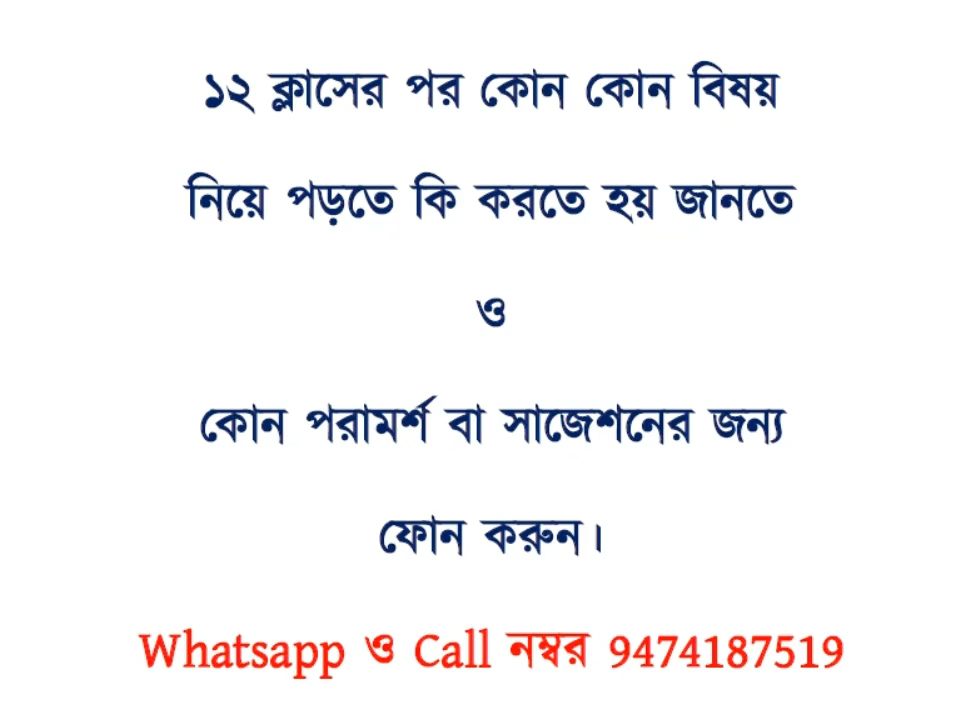 ১২ ক্লাসের পর কোন কোন বিষয়
নিয়ে পড়তে কি করতে হয় জানতে
ও
কোন পরামর্শ বা সাজেশনের জন্য
ফোন করুন।
Whatsapp ও Call নম্বর 9474187519